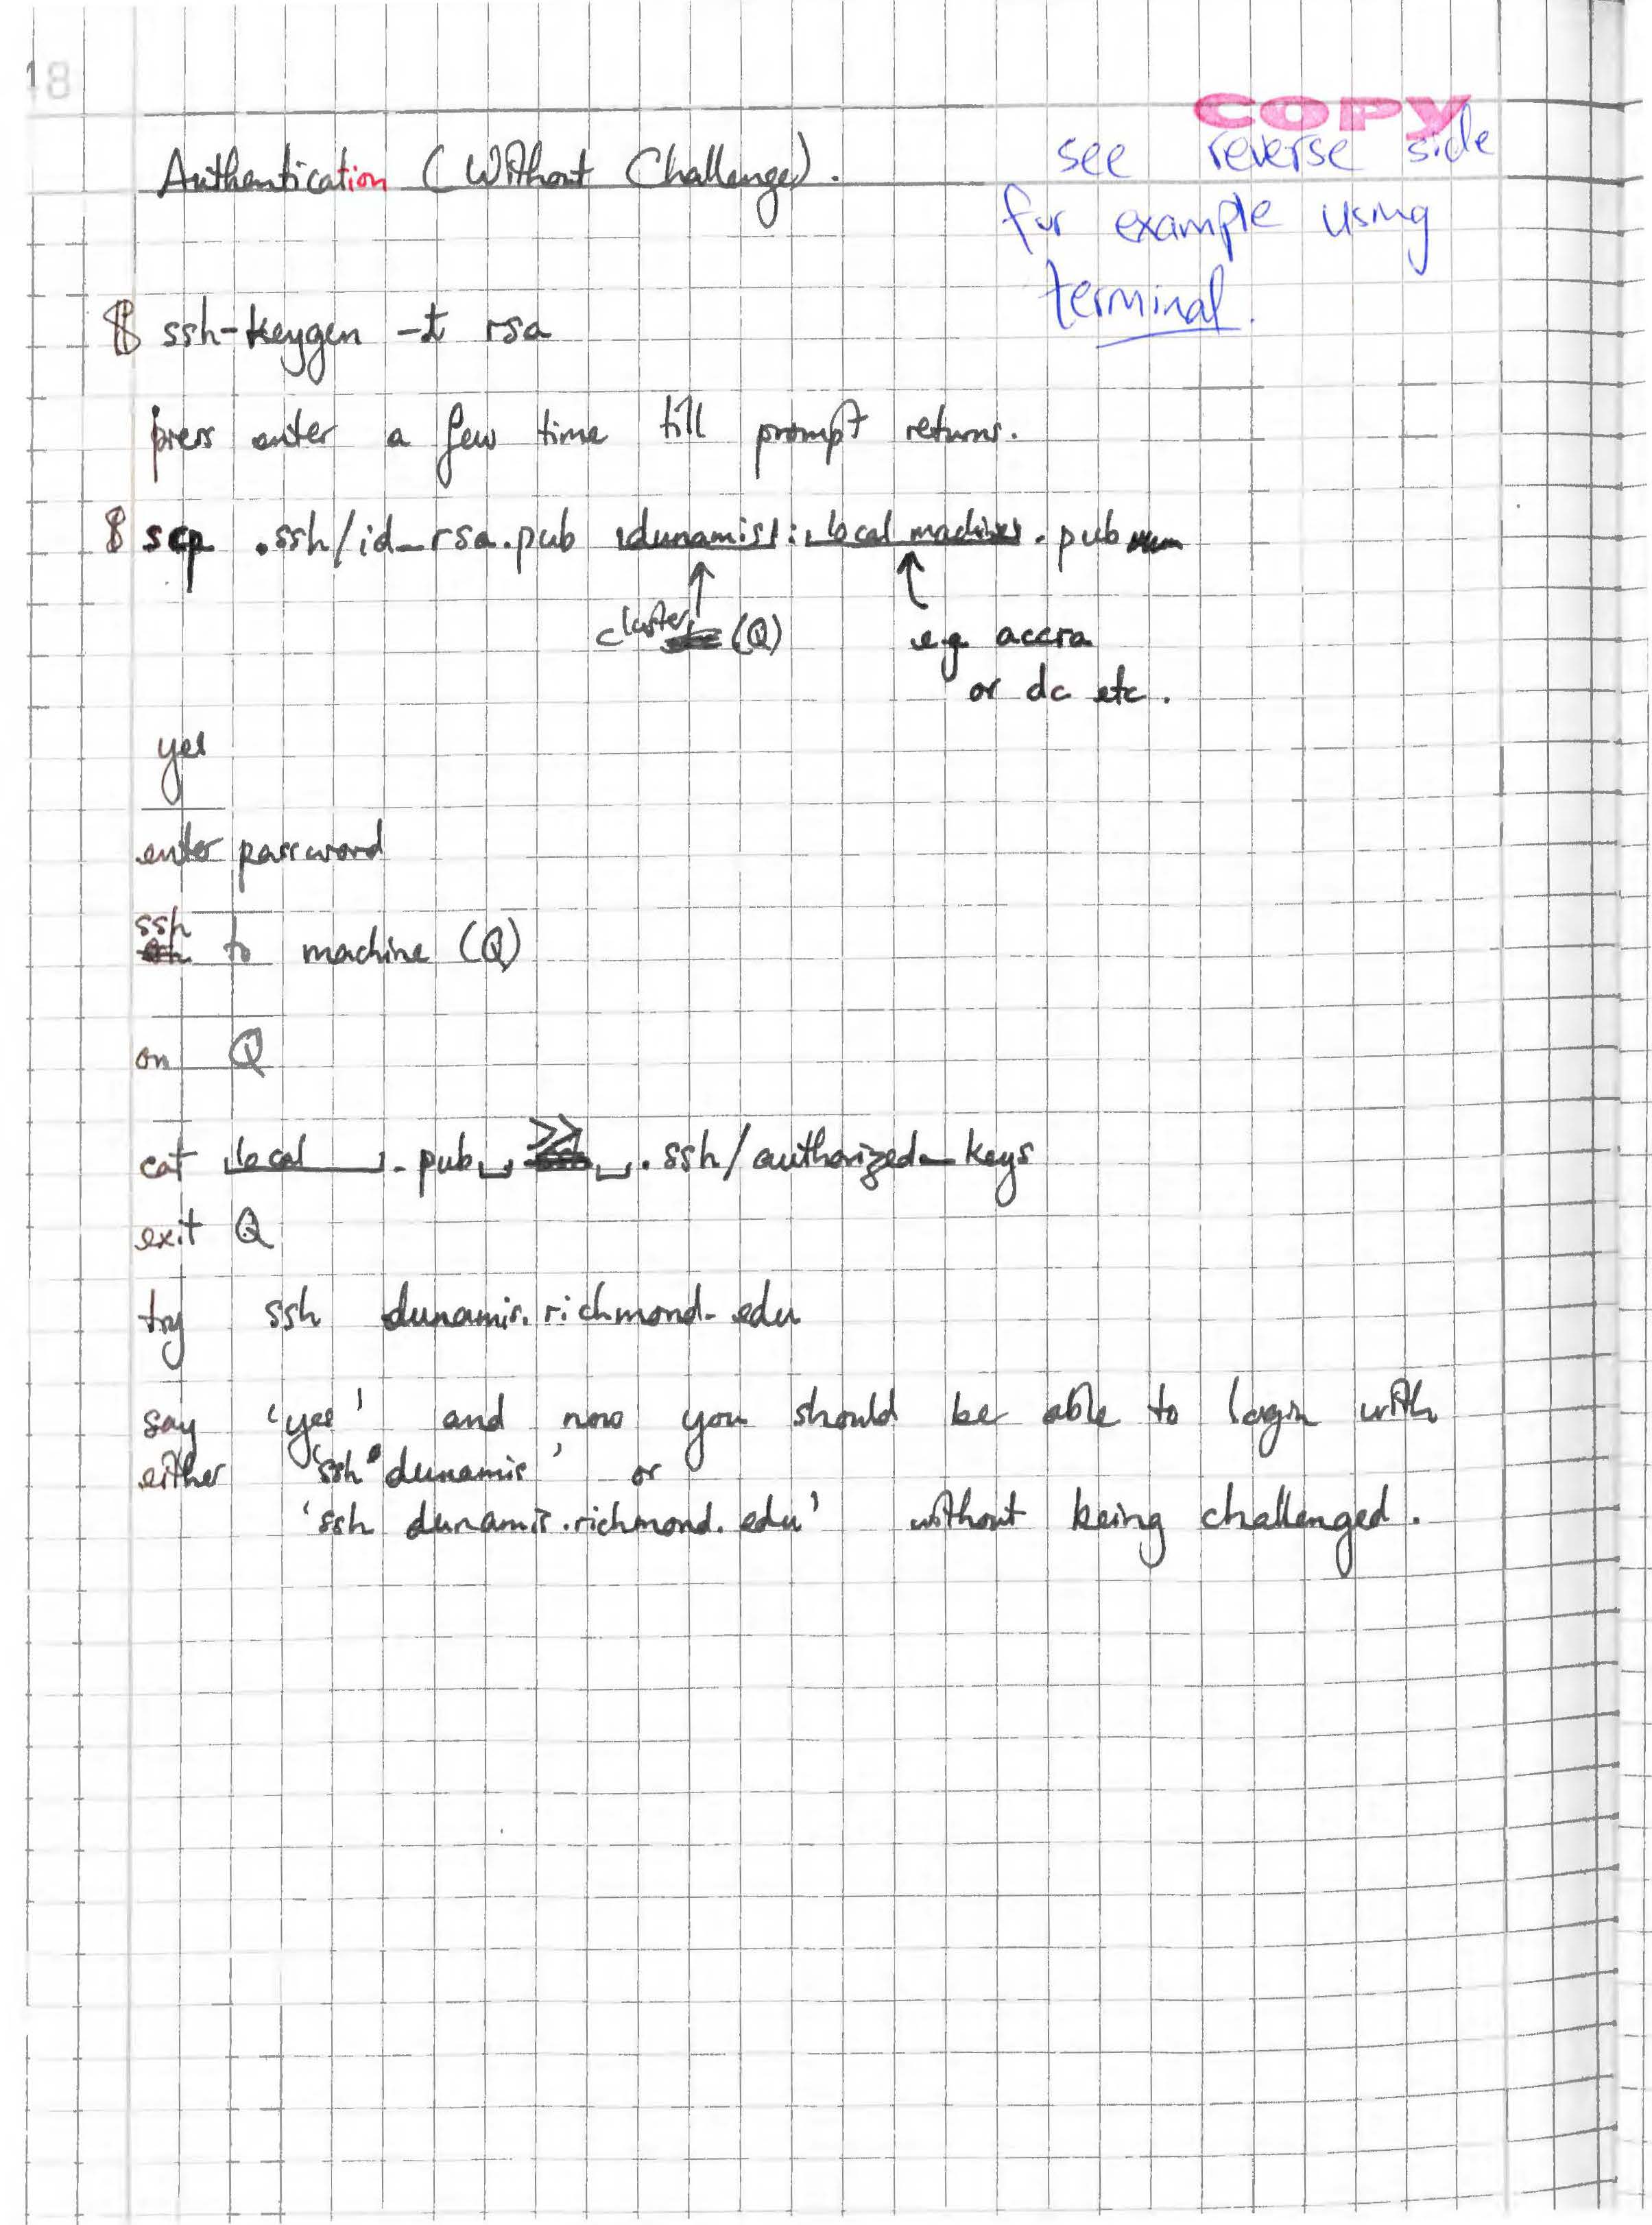 18
COPY
see reverse side
for example using
terminal.
Authentication (Without Challenge).
$ ssh-keygen -t rsa
press enter a few time till prompt returns.
$ scp .ssh/id_rsa.pub dunamis: local machine .pub
cluster (Q)
e.g accra
or dc etc.
yes
enter password
ssh to machine (Q)
on Q
cat local .pub >> .ssh/authorized_keys
exit Q
try ssh dunamis.richmond.edu
say 'yes' and now you should be able to login with
either 'ssh dunamis' or
'ssh dunamis.richmond.edu' without being challenged.